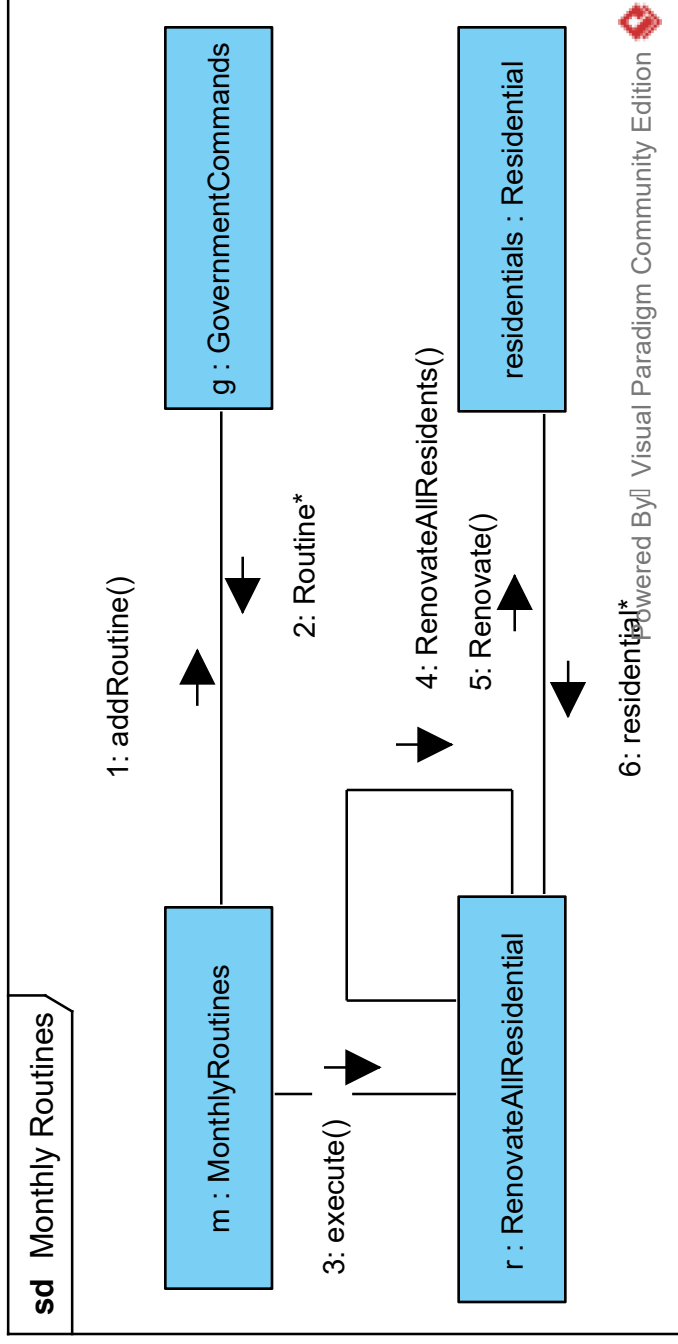 sd Monthly Routines
m : MonthlyRoutines
1: addRoutine()
g : GovernmentCommands
2: Routine*
3: execute()
4: RenovateAllResidents()
5: Renovate()
r : RenovateAllResidential
residentials : Residential
6: residential*
Powered By Visual Paradigm Community Edition